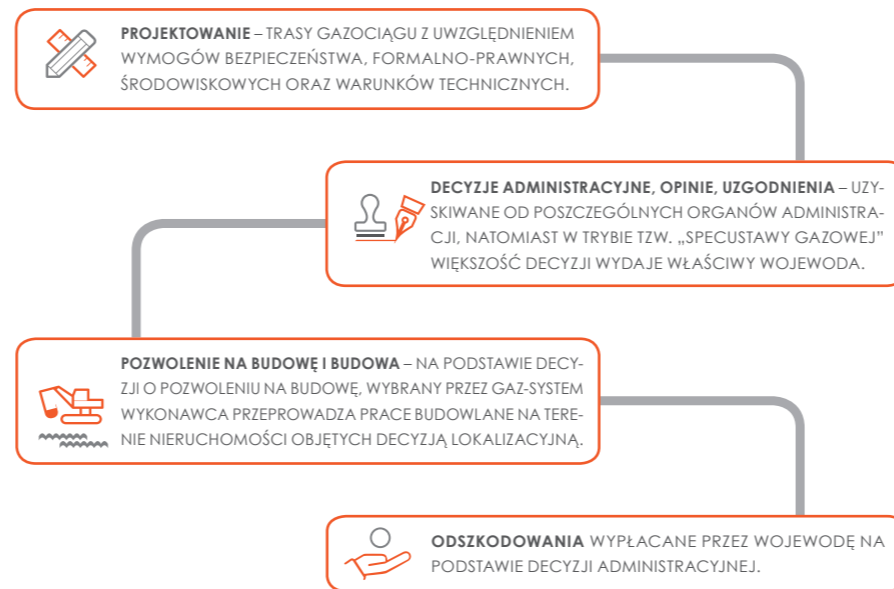 PROJEKTOWANIE – TRASY GAZOCIĄGU Z UWZGLĘDNIENIEM
WYMOGÓW BEZPIECZEŃSTWA, FORMALNO-PRAWNYCH,
ŚRODOWISKOWYCH ORAZ WARUNKÓW TECHNICZNYCH.
DECYZJE ADMINISTRACYJNE, OPINIE, UZGODNIENIA – UZY-
SKIWANE OD POSZCZEGÓLNYCH ORGANÓW ADMINISTRA-
CJI, NATOMIAST W TRYBIE TZW. „SPECUSTAWY GAZOWEJ”
WIĘKSZOŚĆ DECYZJI WYDAJE WŁAŚCIWY WOJEWODA.
POZWOLENIE NA BUDOWĘ I BUDOWA – NA PODSTAWIE DECY-
ZJI O POZWOLENIU NA BUDOWĘ, WYBRANY PRZEZ GAZ-SYSTEM
WYKONAWCA PRZEPROWADZA PRACE BUDOWLANE NA TERE-
NIE NIERUCHOMOŚCI OBJĘTYCH DECYZJĄ LOKALIZACYJNĄ.
ODSZKODOWANIA WYPŁACANE PRZEZ WOJEWODĘ NA
PODSTAWIE DECYZJI ADMINISTRACYJNEJ.